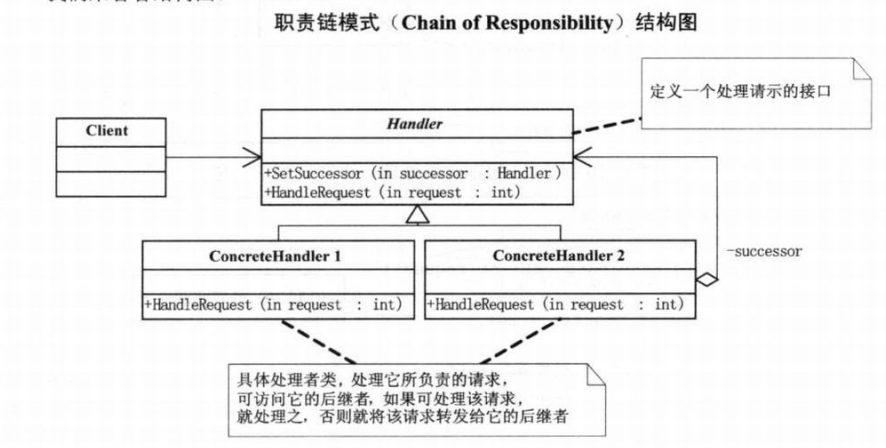 职责链模式（Chain of Responsibility）结构图
定义一个处理请示的接口
Client
Handler
+SetSuccessor (in successor : Handler)
+HandleRequest (in request : int)
ConcreteHandler 1
ConcreteHandler 2
-successor
+HandleRequest (in request : int)
+HandleRequest (in request : int)
具体处理者类，处理它所负责的请求，
可访问它的后继者，如果可处理该请求，
就处理之，否则就将该请求转发给它的后继者